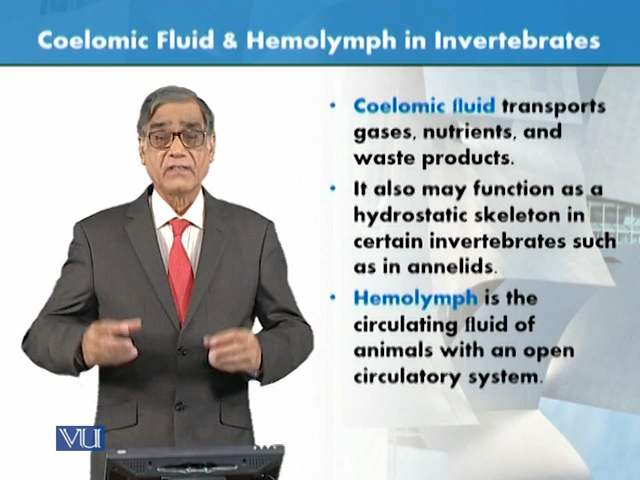 Coelomic Fluid & Hemolymph in Invertebrates
• Coelomic fluid transports
gases, nutrients, and
waste products.
• It also may function as a
hydrostatic skeleton in
certain invertebrates such
as in annelids.
• Hemolymph is the
circulating fluid of
animals with an open
circulatory system.
VU